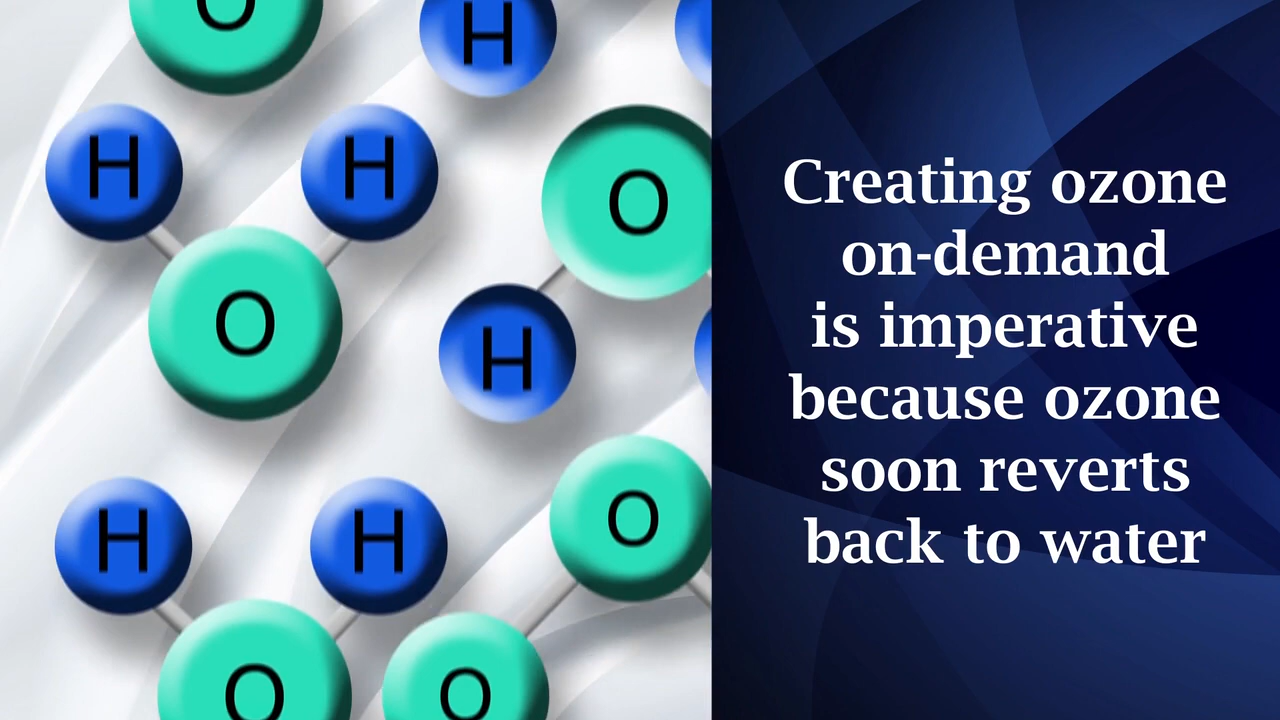 O
H
H
H
O
O
H
H
H
O
O
O
Creating ozone
on-demand
is imperative
because ozone
soon reverts
back to water